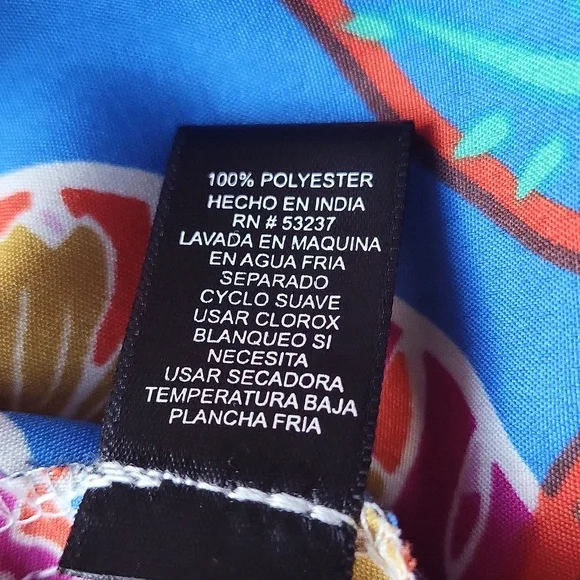 100% POLYESTER
HECHO EN INDIA
RN # 53237
LAVADA EN MAQUINA
EN AGUA FRIA
SEPARADO
CYCLO SUAVE
USAR CLOROX
BLANQUEO SI
NECESITA
USAR SECADORA
TEMPERATURA BAJA
PLANCHA FRIA